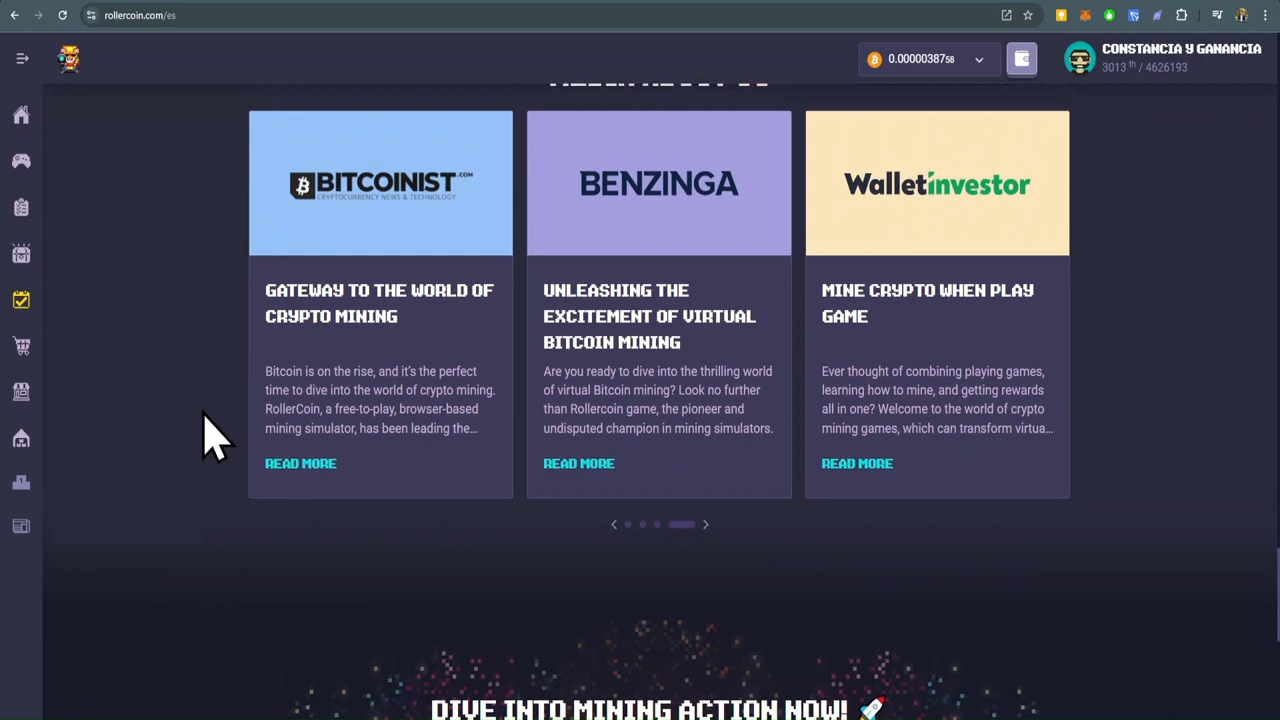 rollercoin.com/es
0.0000038758
CONSTANCIA Y GANANCIA
3013 th / 4626193
BITCOINIST.COM
CRYPTOCURRENCY NEWS & TECHNOLOGY
BENZINGA
Walletinvestor
GATEWAY TO THE WORLD OF
CRYPTO MINING
Bitcoin is on the rise, and it's the perfect
time to dive into the world of crypto mining.
RollerCoin, a free-to-play, browser-based
mining simulator, has been leading the...
READ MORE
UNLEASHING THE
EXCITEMENT OF VIRTUAL
BITCOIN MINING
Are you ready to dive into the thrilling world
of virtual Bitcoin mining? Look no further
than Rollercoin game, the pioneer and
undisputed champion in mining simulators.
READ MORE
MINE CRYPTO WHEN PLAY
GAME
Ever thought of combining playing games,
learning how to mine, and getting rewards
all in one? Welcome to the world of crypto
mining games, which can transform virtua...
READ MORE
DIVE INTO MINING ACTION NOW!